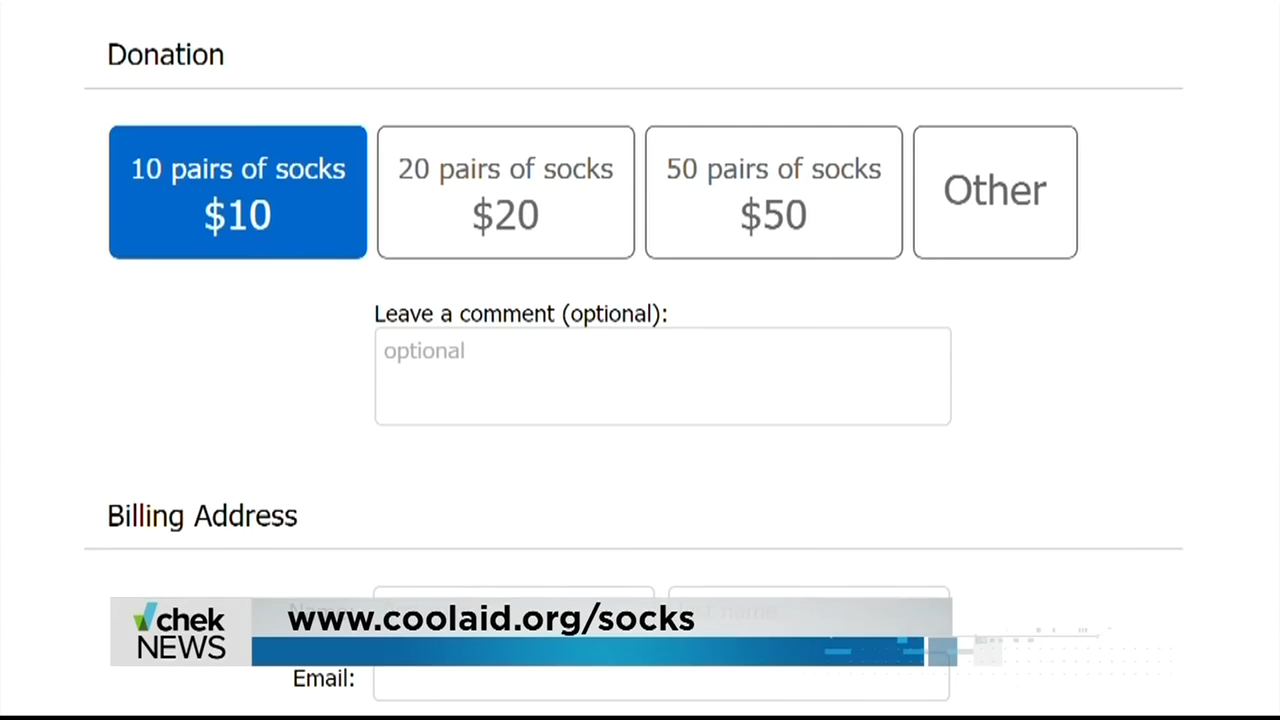 Donation
10 pairs of socks
$10
20 pairs of socks
$20
50 pairs of socks
$50
Other
Leave a comment (optional):
optional
Billing Address
name
chek
NEWS
www.coolaid.org/socks
Email: